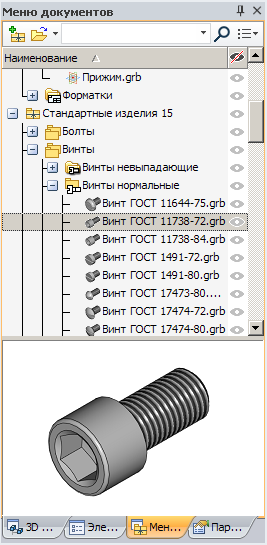 Меню документов
Наименование
Прижим.grb
Форматки
Стандартные изделия 15
Болты
Винты
Винты невыпадающие
Винты нормальные
Винт ГОСТ 11644-75.grb
Винт ГОСТ 11738-72.grb
Винт ГОСТ 11738-84.grb
Винт ГОСТ 1491-72.grb
Винт ГОСТ 1491-80.grb
Винт ГОСТ 17473-80....
Винт ГОСТ 17474-72.grb
Винт ГОСТ 17474-80.grb
3D ... Эле... Мен... Пар...